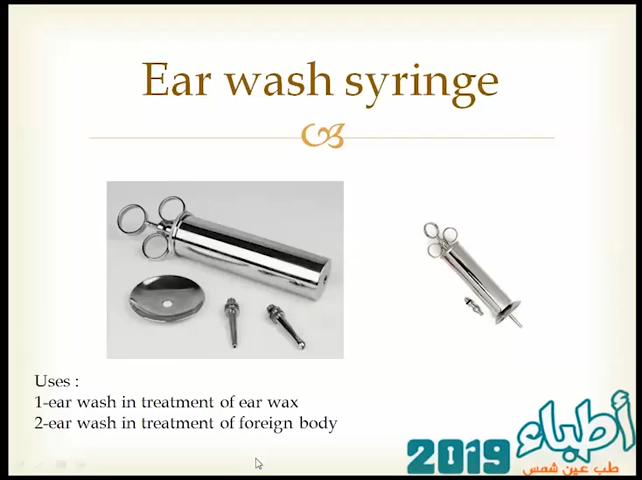 Ear wash syringe
Uses :
1-ear wash in treatment of ear wax
2-ear wash in treatment of foreign body
أطباء
2019
طب عين شمس